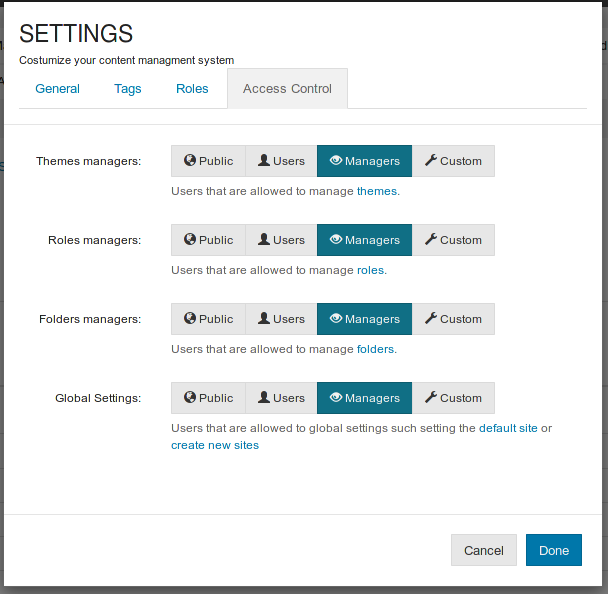 SETTINGS
Costumize your content managment system
General Tags Roles Access Control
Themes managers: Public Users Managers Custom
Users that are allowed to manage themes.
Roles managers: Public Users Managers Custom
Users that are allowed to manage roles.
Folders managers: Public Users Managers Custom
Users that are allowed to manage folders.
Global Settings: Public Users Managers Custom
Users that are allowed to global settings such setting the default site or
create new sites
Cancel Done